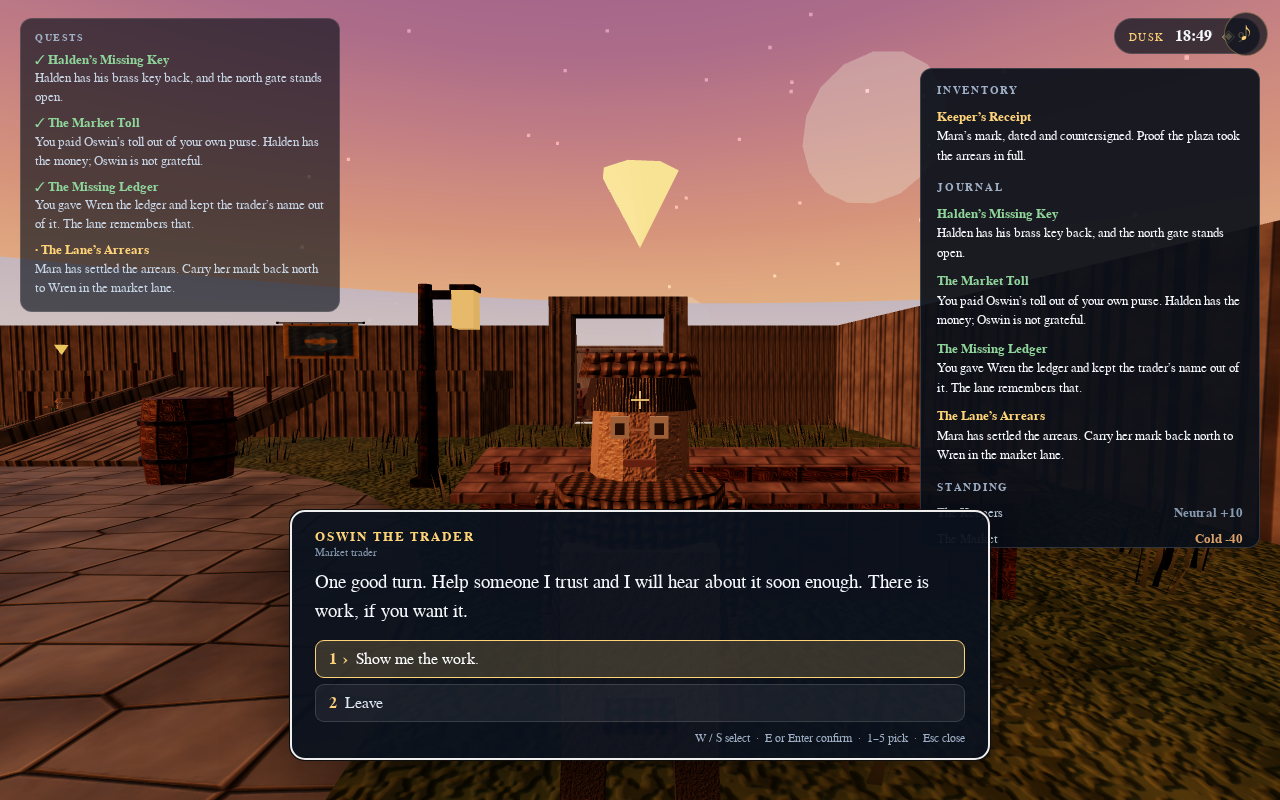 QUESTS
✓ Halden's Missing Key
Halden has his brass key back, and the north gate stands
open.
✓ The Market Toll
You paid Oswin's toll out of your own purse. Halden has
the money; Oswin is not grateful.
✓ The Missing Ledger
You gave Wren the ledger and kept the trader's name out
of it. The lane remembers that.
· The Lane's Arrears
Mara has settled the arrears. Carry her mark back north
to Wren in the market lane.
DUSK 18:49
INVENTORY
Keeper's Receipt
Mara's mark, dated and countersigned. Proof the plaza took
the arrears in full.
JOURNAL
Halden's Missing Key
Halden has his brass key back, and the north gate stands
open.
The Market Toll
You paid Oswin's toll out of your own purse. Halden has the
money; Oswin is not grateful.
The Missing Ledger
You gave Wren the ledger and kept the trader's name out of
it. The lane remembers that.
The Lane's Arrears
Mara has settled the arrears. Carry her mark back north to
Wren in the market lane.
STANDING
The Keepers Neutral +10
The Market Cold -40
OSWIN THE TRADER
Market trader
One good turn. Help someone I trust and I will hear about it soon enough. There is
work, if you want it.
1 › Show me the work.
2 Leave
W / S select · E or Enter confirm · 1–5 pick · Esc close